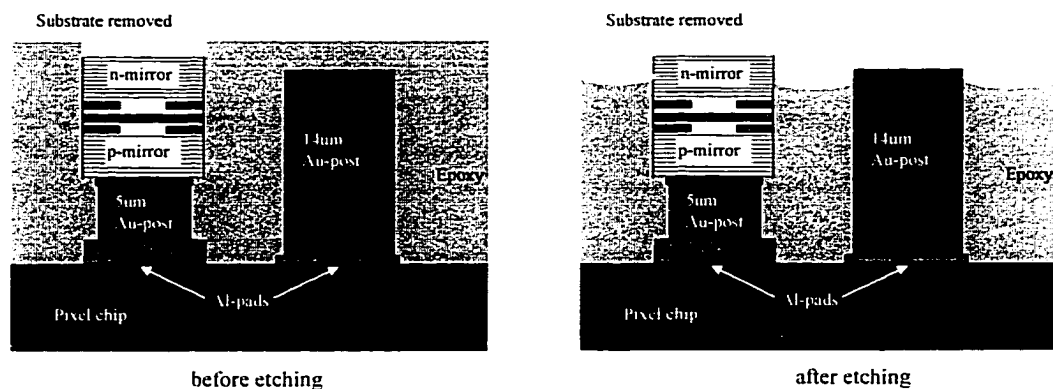 Substrate removed
n-mirror
p-mirror
14um
Au-post
Epoxy
5um
Au-post
Al-pads
Pixel chip
before etching
Substrate removed
n-mirror
p-mirror
14um
Au-post
Epoxy
5um
Au-post
Al-pads
Pixel chip
after etching